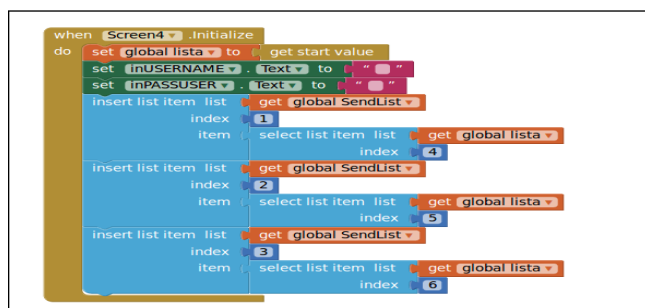 when Screen4 .Initialize
do set global lista to get start value
set inUSERNAME . Text to " "
set inPASSUSER . Text to " "
insert list item list get global SendList
index 1
item select list item list get global lista
index 4
insert list item list get global SendList
index 2
item select list item list get global lista
index 5
insert list item list get global SendList
index 3
item select list item list get global lista
index 6